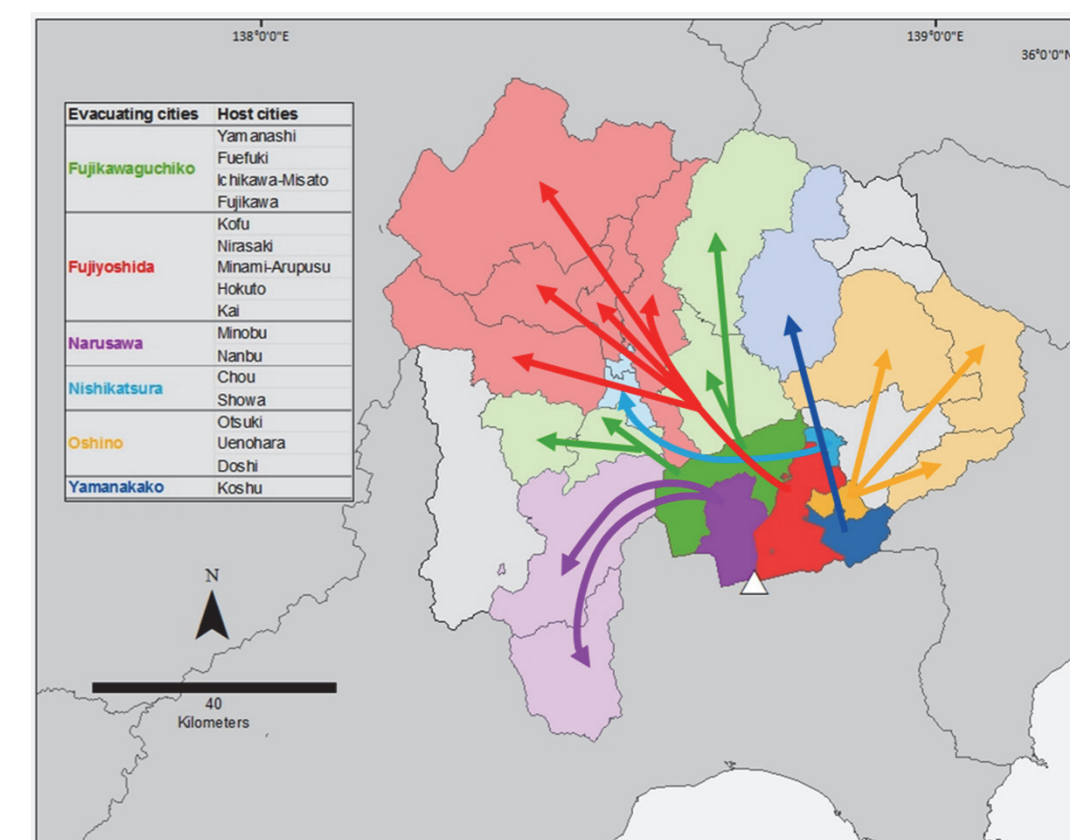 138°0'0"E
139°0'0"E
36°0'0"N
Evacuating cities Host cities
Fujikawaguchiko
Yamanashi
Fuefuki
Ichikawa-Misato
Fujikawa
Fujiyoshida
Kofu
Nirasaki
Minami-Arupusu
Hokuto
Kai
Narusawa
Minobu
Nanbu
Nishikatsura
Chou
Showa
Oshino
Otsuki
Uenohara
Doshi
Yamanakako
Koshu
N
40
Kilometers